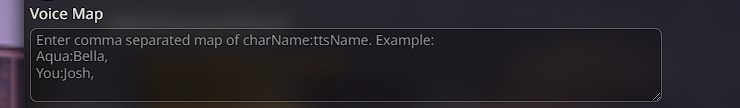 Voice Map
Enter comma separated map of charName:ttsName. Example:
Aqua:Bella,
You:Josh,